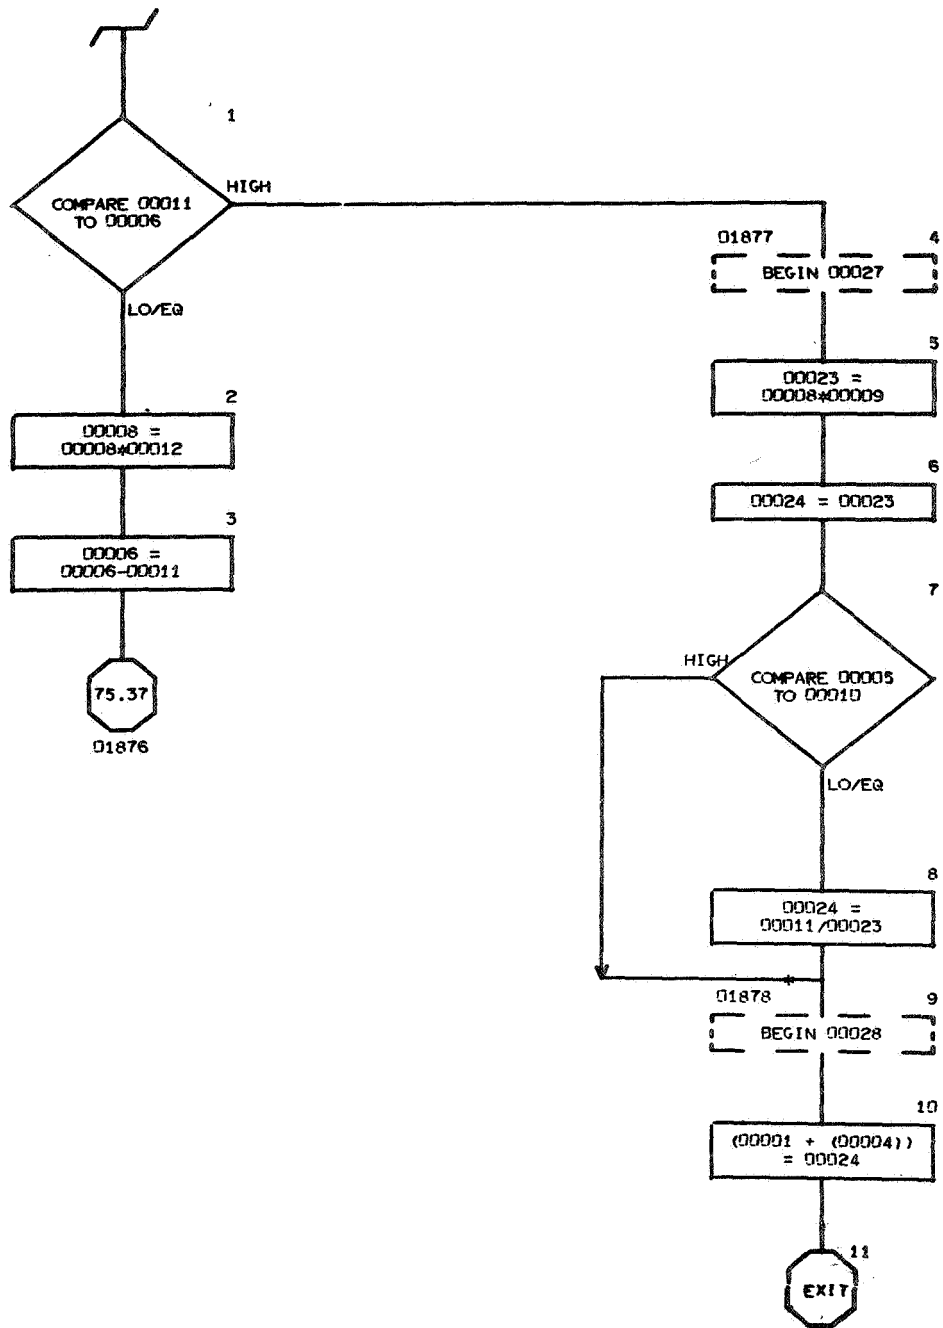 1
HIGH
COMPARE 00011
TO 00006
LO/EQ
2
00008 =
00008*00012
3
00006 =
00006-00011
75.37
01876
01877
4
BEGIN 00027
5
00023 =
00008*00009
6
00024 = 00023
7
HIGH
COMPARE 00005
TO 00010
LO/EQ
8
00024 =
00011/00023
01878
9
BEGIN 00028
10
(00001 + (00004))
= 00024
11
EXIT